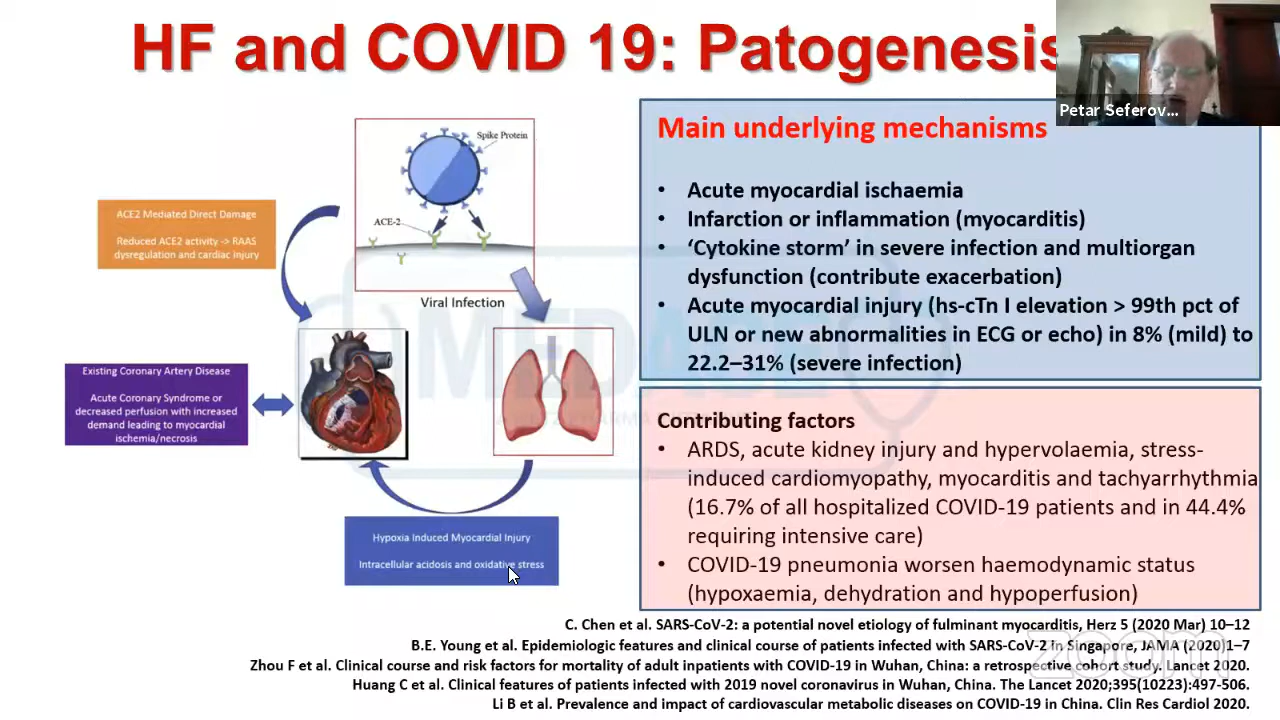 HF and COVID 19: Patogenesis
Petar Seferov...
Main underlying mechanisms
• Acute myocardial ischaemia
• Infarction or inflammation (myocarditis)
• ‘Cytokine storm’ in severe infection and multiorgan
dysfunction (contribute exacerbation)
• Acute myocardial injury (hs-cTn I elevation > 99th pct of
ULN or new abnormalities in ECG or echo) in 8% (mild) to
22.2–31% (severe infection)
Contributing factors
• ARDS, acute kidney injury and hypervolaemia, stress-
induced cardiomyopathy, myocarditis and tachyarrhythmia
(16.7% of all hospitalized COVID-19 patients and in 44.4%
requiring intensive care)
• COVID-19 pneumonia worsen haemodynamic status
(hypoxaemia, dehydration and hypoperfusion)
Spike Protein
ACE-2
Viral Infection
ACE2 Mediated Direct Damage
Reduced ACE2 activity -> RAAS
dysregulation and cardiac injury
Existing Coronary Artery Disease
Acute Coronary Syndrome or
decreased perfusion with increased
demand leading to myocardial
ischemia/necrosis
Hypoxia Induced Myocardial Injury
Intracellular acidosis and oxidative stress
C. Chen et al. SARS-CoV-2: a potential novel etiology of fulminant myocarditis, Herz 5 (2020 Mar) 10–12
B.E. Young et al. Epidemiologic features and clinical course of patients infected with SARS-CoV-2 in Singapore, JAMA (2020)1–7
Zhou F et al. Clinical course and risk factors for mortality of adult inpatients with COVID-19 in Wuhan, China: a retrospective cohort study. Lancet 2020.
Huang C et al. Clinical features of patients infected with 2019 novel coronavirus in Wuhan, China. The Lancet 2020;395(10223):497-506.
Li B et al. Prevalence and impact of cardiovascular metabolic diseases on COVID-19 in China. Clin Res Cardiol 2020.
zoom